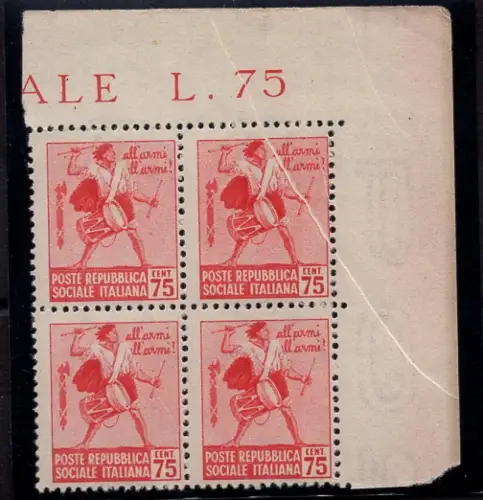 ALE L. 75
all'armi
all'armi!
POSTE REPUBBLICA
SOCIALE ITALIANA
CENT.
75
all'armi
all'armi!
POSTE REPUBBLICA
SOCIALE ITALIANA
CENT.
75
all'armi
all'armi!
POSTE REPUBBLICA
SOCIALE ITALIANA
CENT.
75
all'armi
all'armi!
POSTE REPUBBLICA
SOCIALE ITALIANA
CENT.
75